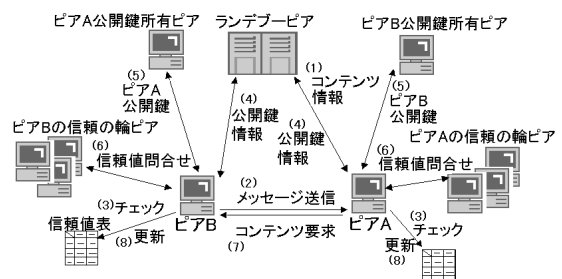 ピアA公開鍵所有ピア
ランデブーピア
ピアB公開鍵所有ピア
(1)
コンテンツ
情報
(5)
ピアA
公開鍵
(4)
公開鍵
情報
(4)
公開鍵
情報
(5)
ピアB
公開鍵
ピアBの信頼の輪ピア
(6)
信頼値問合せ
ピアAの信頼の輪ピア
(6)
信頼値問合せ
(2)
メッセージ送信
(3)チェック
ピアB
ピアA
(3)
チェック
信頼値表
(8)更新
コンテンツ要求
(7)
更新
(8)